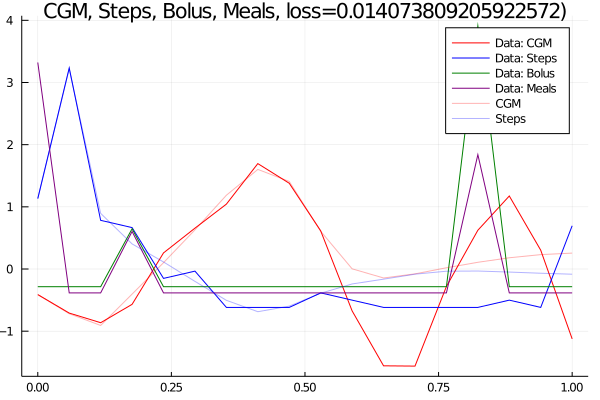 CGM, Steps, Bolus, Meals, loss=0.014073809205922572)
4
3
2
1
0
−1
0.00
0.25
0.50
0.75
1.00
Data: CGM
Data: Steps
Data: Bolus
Data: Meals
CGM
Steps